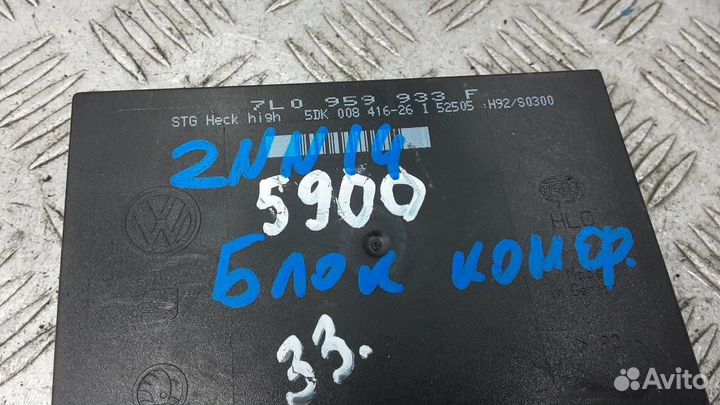 7L0 959 933 F
STG Heck high 5DK 008 416-26 I 52505 :H92/S0300
2NN14
5900
HELLA
HLO
Блок комф.
33.
Avito